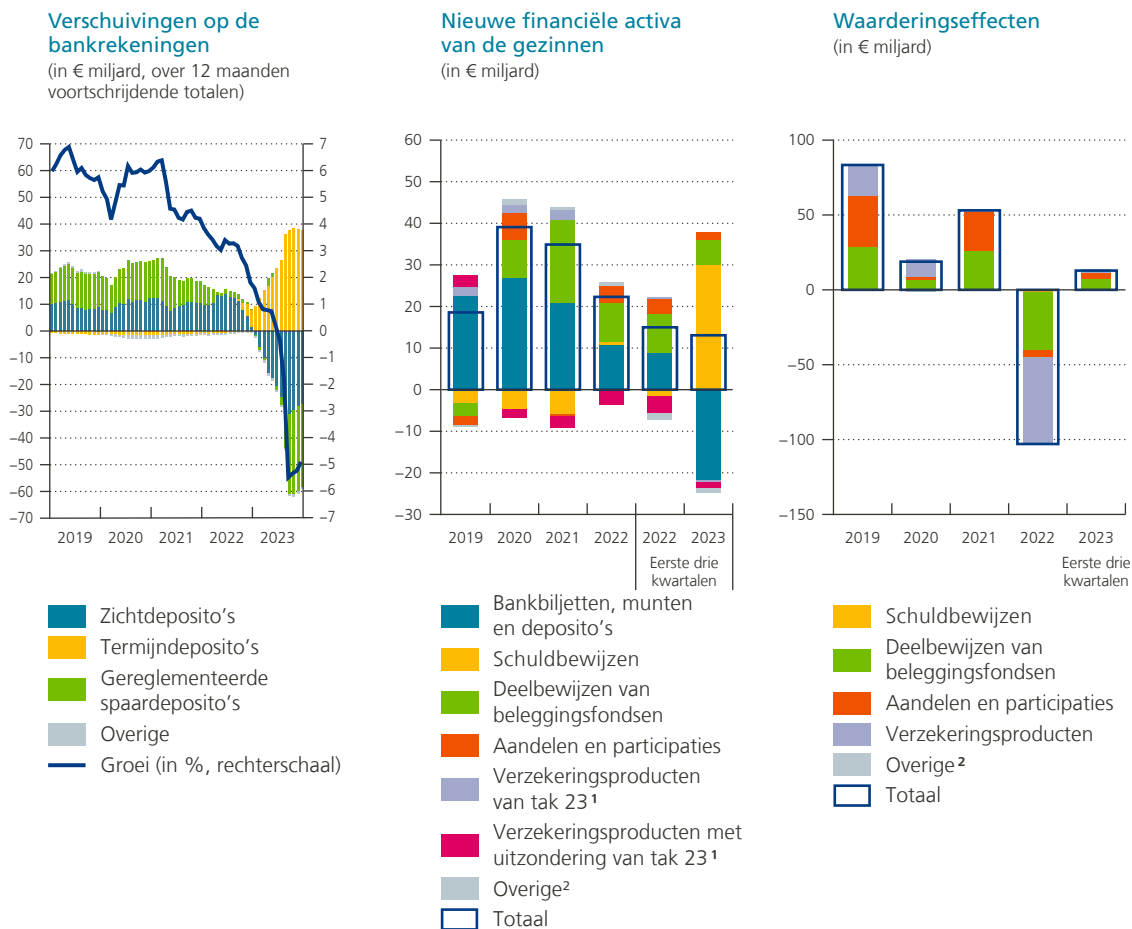 Verschuivingen op de
bankrekeningen
(in € miljard, over 12 maanden
voortschrijdende totalen)
70
60
50
40
30
20
10
0
−10
−20
−30
−40
−50
−60
−70
7
6
5
4
3
2
1
0
−1
−2
−3
−4
−5
−6
−7
2019
2020
2021
2022
2023
Zichtdeposito's
Termijndeposito's
Gereglementeerde
spaardeposito's
Overige
Groei (in %, rechterschaal)
Nieuwe financiële activa
van de gezinnen
(in € miljard)
60
50
40
30
20
10
0
−10
−20
−30
2019
2020
2021
2022
2022
2023
Eerste drie
kwartalen
Bankbiljetten, munten
en deposito's
Schuldbewijzen
Deelbewijzen van
beleggingsfondsen
Aandelen en participaties
Verzekeringsproducten
van tak 23¹
Verzekeringsproducten met
uitzondering van tak 23¹
Overige²
Totaal
Waarderingseffecten
(in € miljard)
100
50
0
−50
−100
−150
2019
2020
2021
2022
2023
Eerste drie
kwartalen
Schuldbewijzen
Deelbewijzen van
beleggingsfondsen
Aandelen en participaties
Verzekeringsproducten
Overige²
Totaal